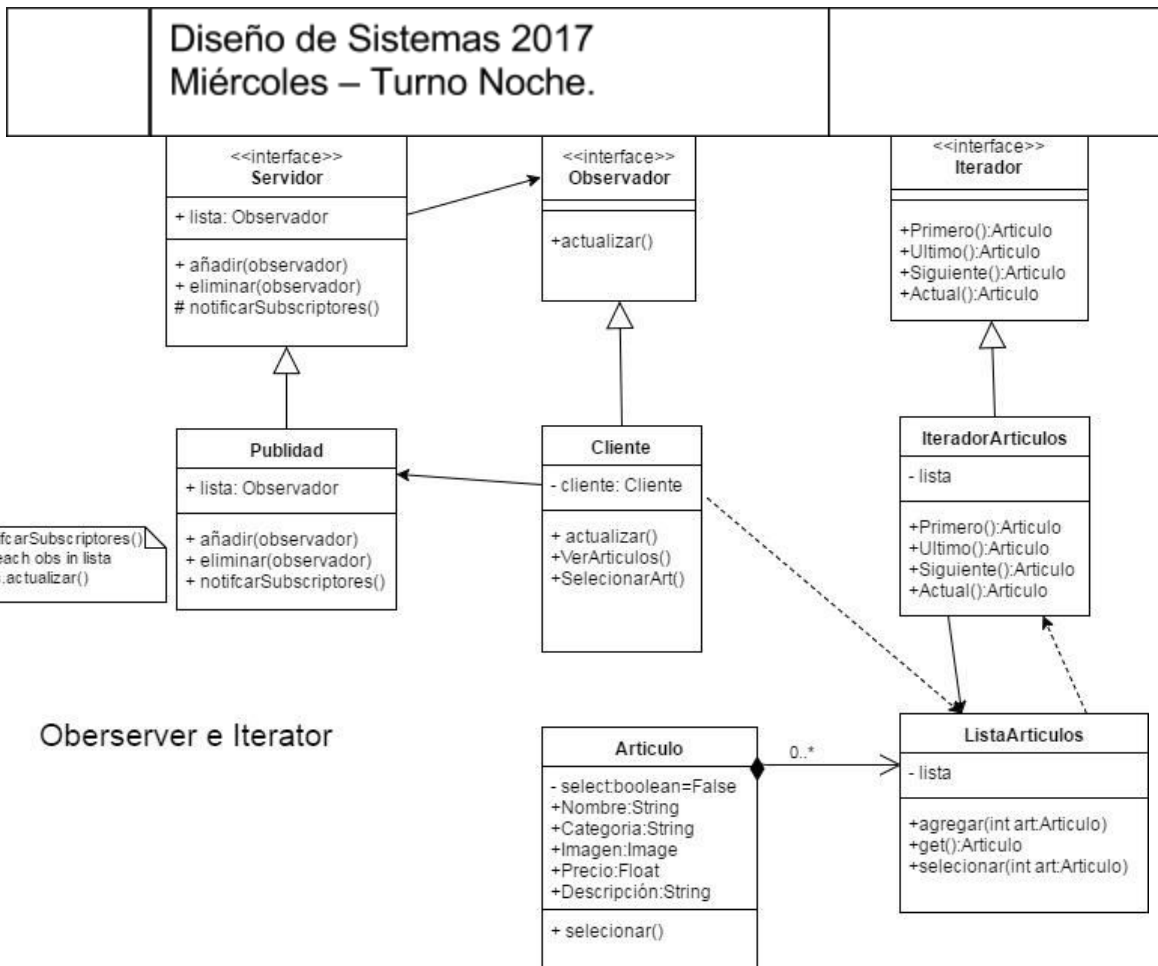 Diseño de Sistemas 2017
Miércoles – Turno Noche.
<<interface>>
Servidor
+ lista: Observador
+ añadir(observador)
+ eliminar(observador)
# notificarSubscriptores()
<<interface>>
Observador
+actualizar()
<<interface>>
Iterador
+Primero():Articulo
+Ultimo():Articulo
+Siguiente():Articulo
+Actual():Articulo
Publidad
+ lista: Observador
+ añadir(observador)
+ eliminar(observador)
+ notifcarSubscriptores()
Cliente
- cliente: Cliente
+ actualizar()
+VerArticulos()
+SelecionarArt()
IteradorArticulos
- lista
+Primero():Articulo
+Ultimo():Articulo
+Siguiente():Articulo
+Actual():Articulo
fcarSubscriptores()
each obs in lista
.actualizar()
Oberserver e Iterator
Articulo
- select:boolean=False
+Nombre:String
+Categoria:String
+Imagen:Image
+Precio:Float
+Descripción:String
+ selecionar()
0..*
ListaArticulos
- lista
+agregar(int art:Articulo)
+get():Articulo
+selecionar(int art:Articulo)